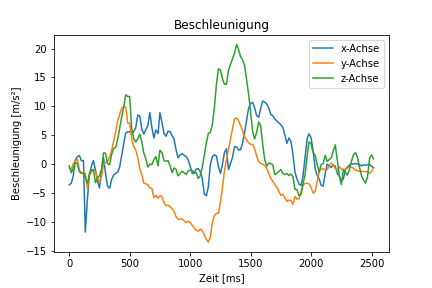 Beschleunigung
x-Achse
y-Achse
z-Achse
Beschleunigung [m/s²]
20
15
10
5
0
−5
−10
−15
0
500
1000
1500
2000
2500
Zeit [ms]